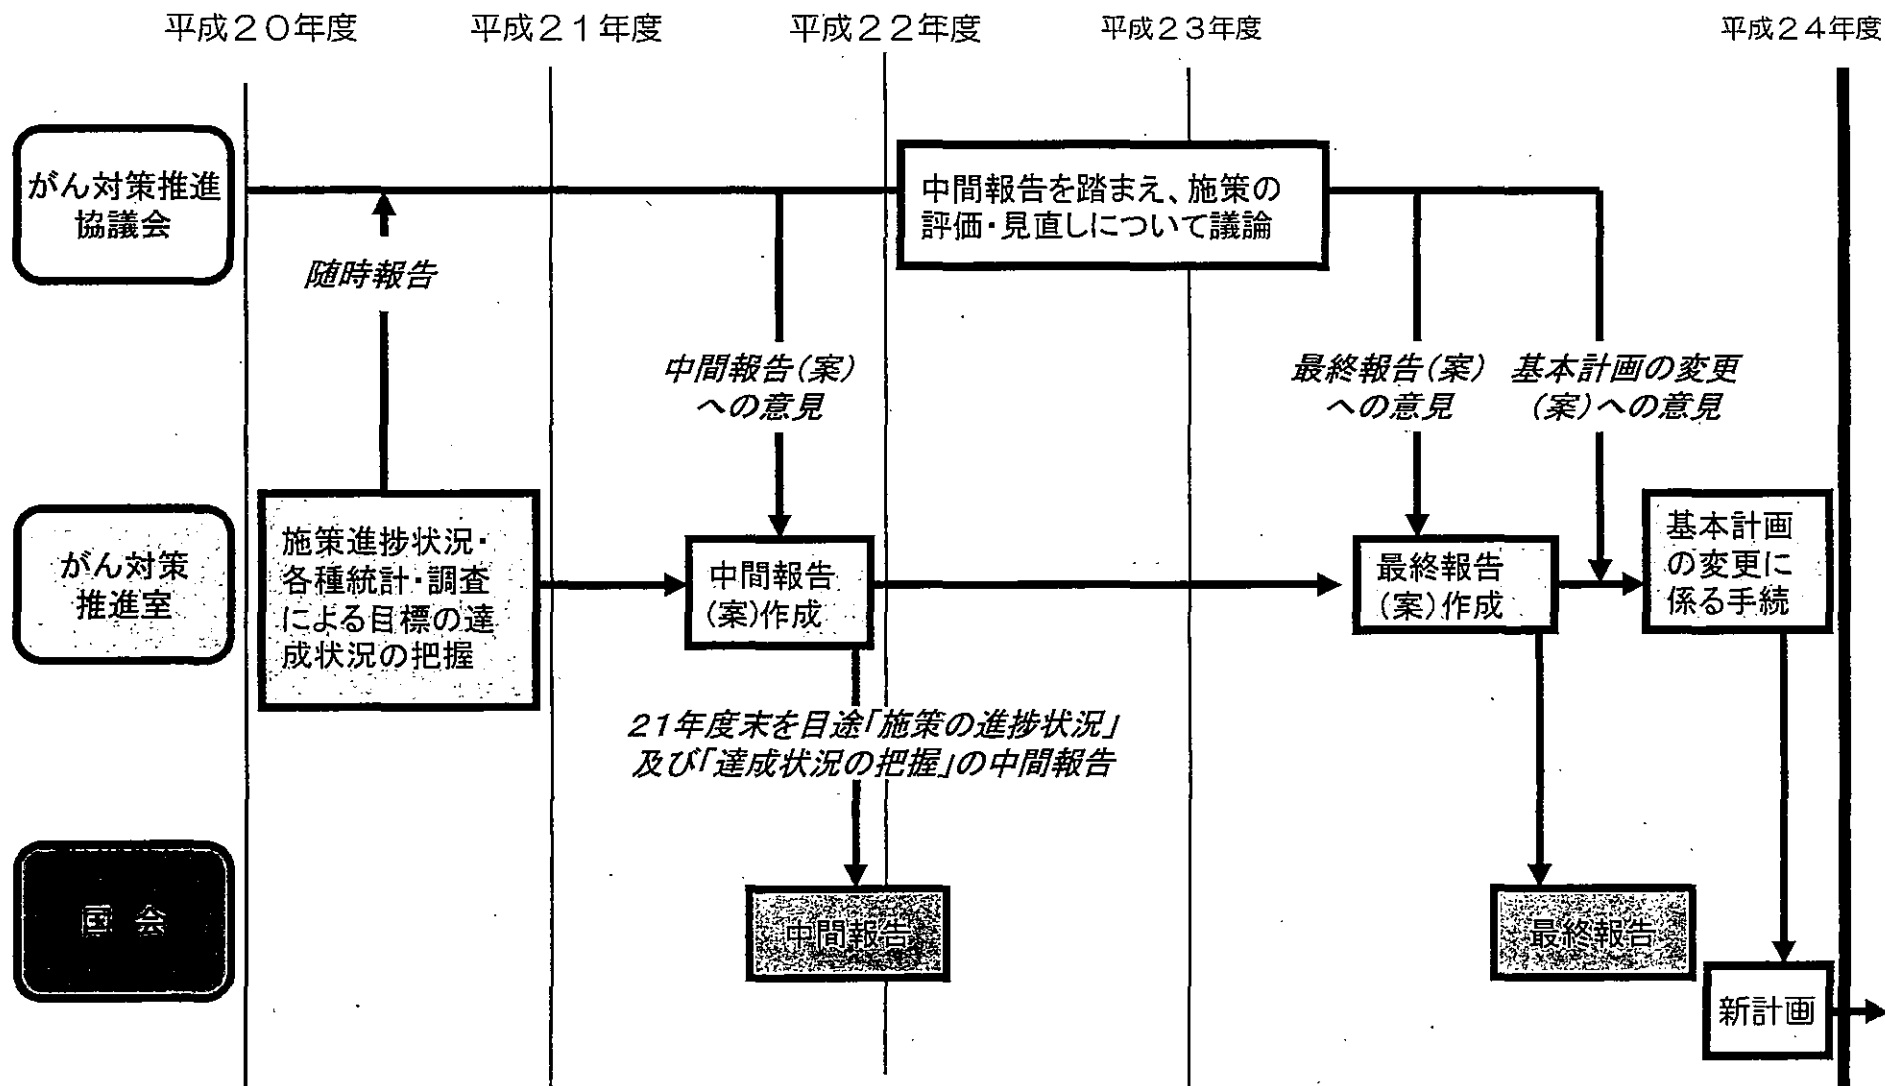 平成２０年度
平成２１年度
平成２２年度
平成２３年度
平成２４年度
がん対策推進
協議会
中間報告を踏まえ、施策の
評価・見直しについて議論
随時報告
中間報告(案)
への意見
最終報告(案)
への意見
基本計画の変更
(案)への意見
がん対策
推進室
施策進捗状況・
各種統計・調査
による目標の達
成状況の把握
中間報告
(案)作成
最終報告
(案)作成
基本計画
の変更に
係る手続
２１年度末を目途「施策の進捗状況」
及び「達成状況の把握」の中間報告
国 会
中間報告
最終報告
新計画